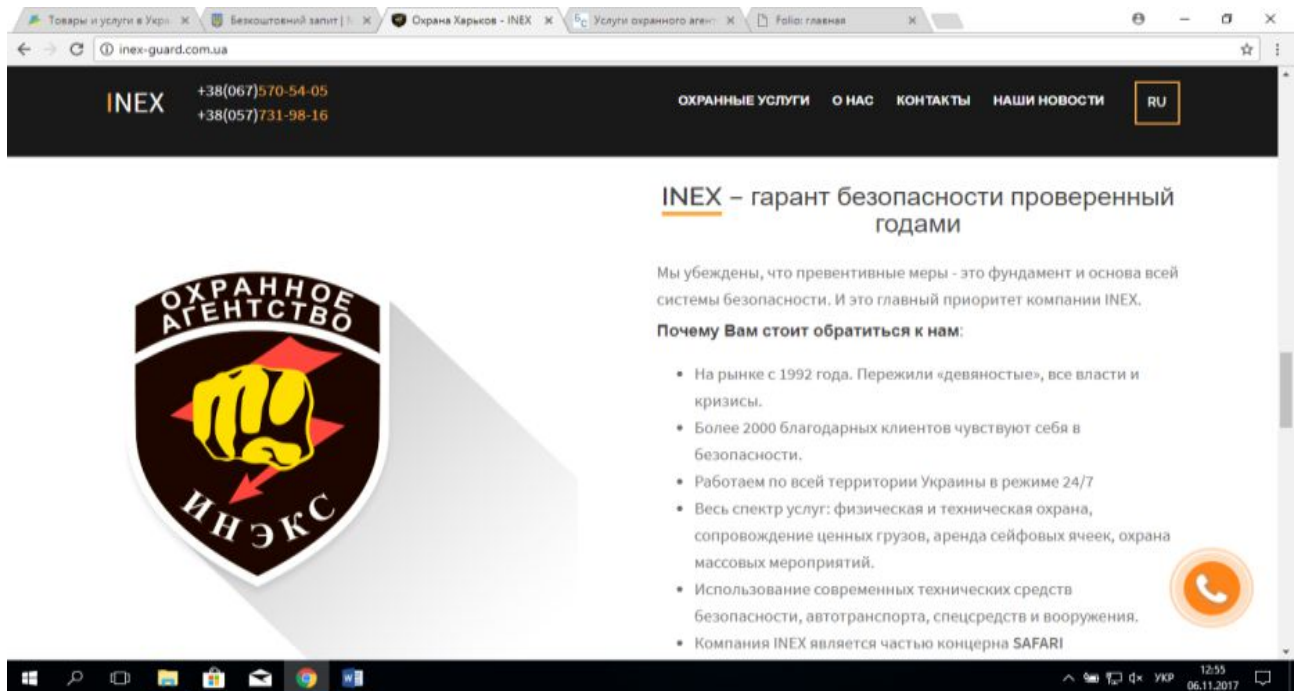 Товары и услуги в Укра
Безкоштовний запит |
Охрана Харьков - INEX
Услуги охранного агент
Folio: главная
inex-guard.com.ua
INEX
+38(067)570-54-05
+38(057)731-98-16
ОХРАННЫЕ УСЛУГИ О НАС КОНТАКТЫ НАШИ НОВОСТИ RU
INEX – гарант безопасности проверенный
годами
Мы убеждены, что превентивные меры - это фундамент и основа всей
системы безопасности. И это главный приоритет компании INEX.
Почему Вам стоит обратиться к нам:
• На рынке с 1992 года. Пережили «девяностые», все власти и
кризисы.
• Более 2000 благодарных клиентов чувствуют себя в
безопасности.
• Работаем по всей территории Украины в режиме 24/7
• Весь спектр услуг: физическая и техническая охрана,
сопровождение ценных грузов, аренда сейфовых ячеек, охрана
массовых мероприятий.
• Использование современных технических средств
безопасности, автотранспорта, спецсредств и вооружения.
• Компания INEX является частью концерна SAFARI
ОХРАННОЕ
АГЕНТСТВО
ИНЭКС
УКР
12:55
06.11.2017